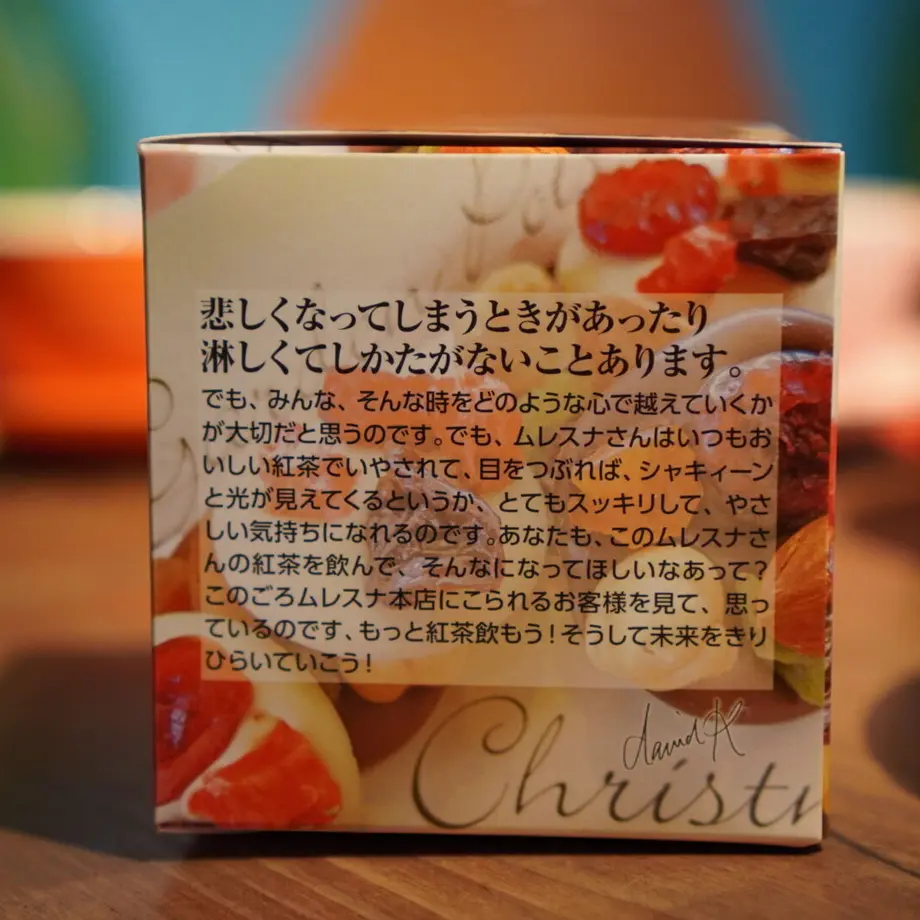 悲しくなってしまうときがあったり
淋しくてしかたがないことあります。
でも、みんな、そんな時をどのような心で越えていくか
が大切だと思うのです。でも、ムレスナさんはいつもお
いしい紅茶でいやされて、目をつぶれば、シャキィーン
と光が見えてくるというか、とてもスッキリして、やさ
しい気持ちになれるのです。あなたも、このムレスナさ
んの紅茶を飲んで、そんなになってほしいなあって？
このごろムレスナ本店にこられるお客様を見て、思っ
ているのです、もっと紅茶飲もう！そうして未来をきり
ひらいていこう！
david K
Christm